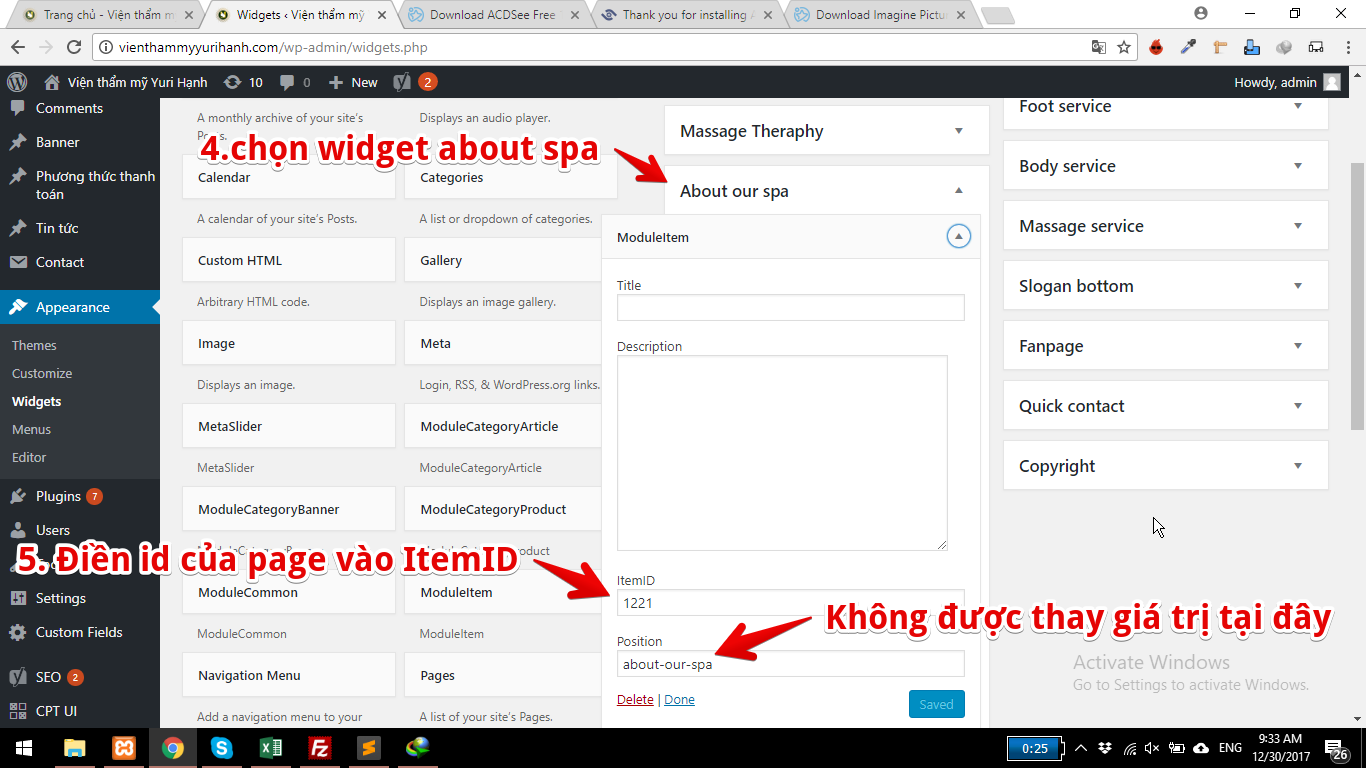 Trang chủ - Viện thẩm m
Widgets ‹ Viện thẩm mỹ
Download ACDSee Free
Thank you for installing A
Download Imagine Pictu
vienthammyyurihanh.com/wp-admin/widgets.php
Viện thẩm mỹ Yuri Hạnh
10
0
New
2
Howdy, admin
Comments
Banner
Phương thức thanh
toán
Tin tức
Contact
Appearance
Themes
Customize
Widgets
Menus
Editor
Plugins 7
Users
Settings
Custom Fields
SEO 2
CPT UI
A monthly archive of your site's
Posts.
Displays an audio player.
4.chọn widget about spa
Calendar
Categories
A calendar of your site's Posts.
A list or dropdown of categories.
Custom HTML
Gallery
Arbitrary HTML code.
Displays an image gallery.
Image
Meta
Displays an image.
Login, RSS, & WordPress.org links.
MetaSlider
ModuleCategoryArticle
MetaSlider
ModuleCategoryArticle
ModuleCategoryBanner
ModuleCategoryProduct
5. Điền id của page vào ItemID
ModuleCommon
ModuleItem
ModuleCommon
ModuleItem
Navigation Menu
Pages
Add a navigation menu to your
A list of your site's Pages.
Massage Theraphy
About our spa
ModuleItem
Title
Description
ItemID
1221
Không được thay giá trị tại đây
Position
about-our-spa
Delete | Done
Saved
Foot service
Body service
Massage service
Slogan bottom
Fanpage
Quick contact
Copyright
Activate Windows
Go to Settings to activate Windows.
0:25
ENG
9:33 AM
12/30/2017
26